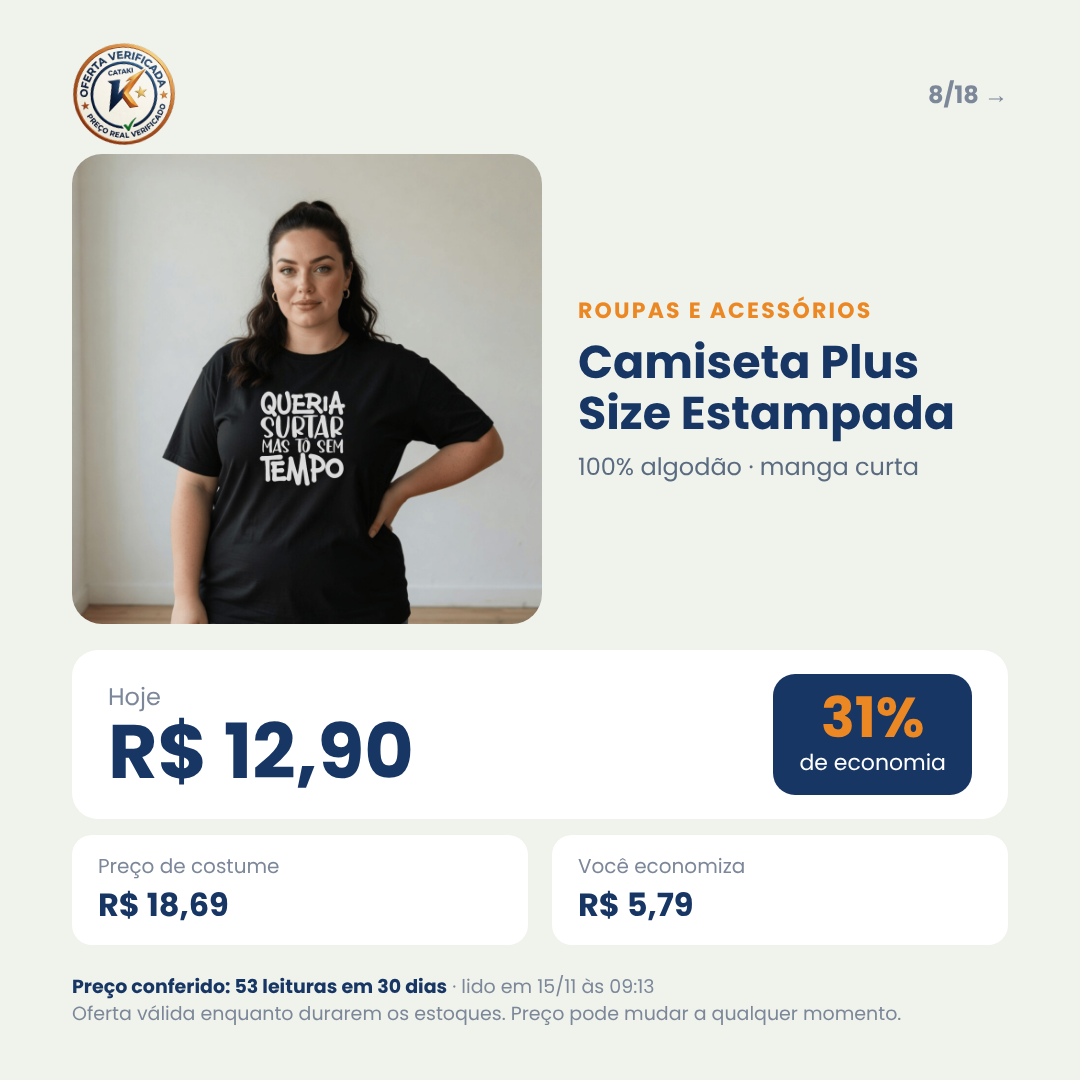 OFERTA VERIFICADA
CATAKI
PREÇO REAL VERIFICADO
8/18 →
QUERIA
SURTAR
MAS TÔ SEM
TEMPO
ROUPAS E ACESSÓRIOS
Camiseta Plus
Size Estampada
100% algodão · manga curta
Hoje
R$ 12,90
31%
de economia
Preço de costume
R$ 18,69
Você economiza
R$ 5,79
Preço conferido: 53 leituras em 30 dias · lido em 15/11 às 09:13
Oferta válida enquanto durarem os estoques. Preço pode mudar a qualquer momento.